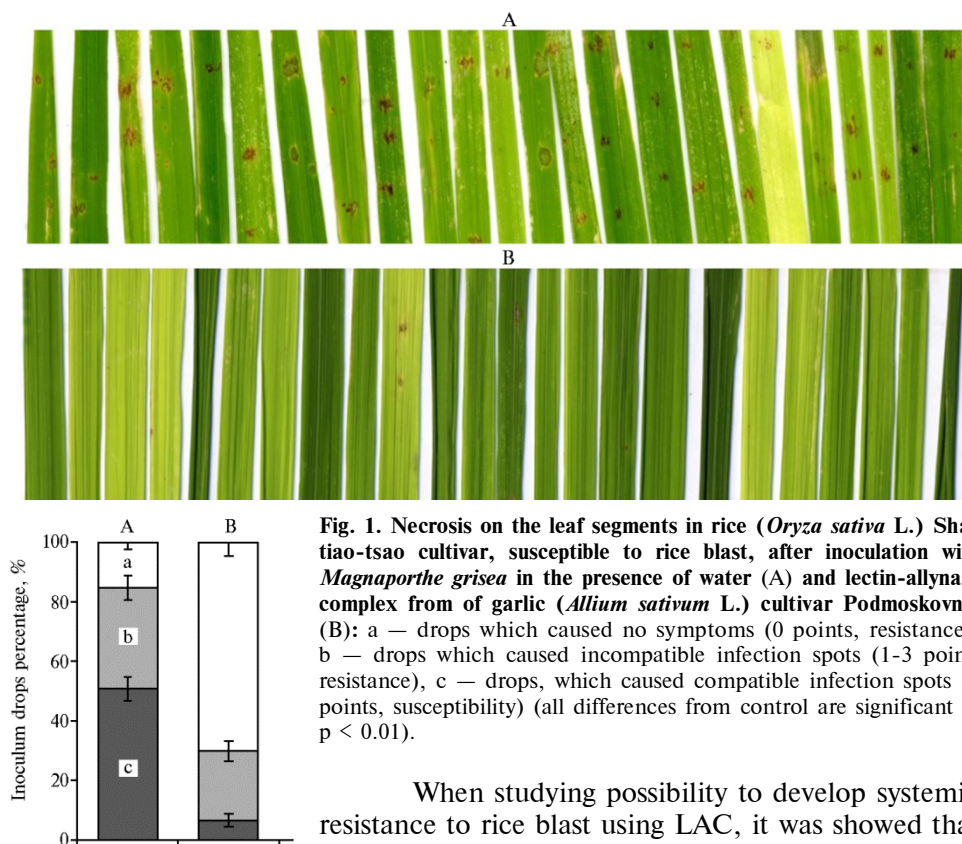 A
B
Inoculum drops percentage, %
100
80
60
40
20
0
A
B
a
b
c
Fig. 1. Necrosis on the leaf segments in rice (Oryza sativa L.) Sha
tiao-tsao cultivar, susceptible to rice blast, after inoculation wi
Magnaporthe grisea in the presence of water (A) and lectin-allynas
complex from of garlic (Allium sativum L.) cultivar Podmoskovn
(B): a — drops which caused no symptoms (0 points, resistance
b — drops which caused incompatible infection spots (1-3 poin
resistance), c — drops, which caused compatible infection spots
points, susceptibility) (all differences from control are significant
p < 0.01).
When studying possibility to develop systemi
resistance to rice blast using LAC, it was showed tha